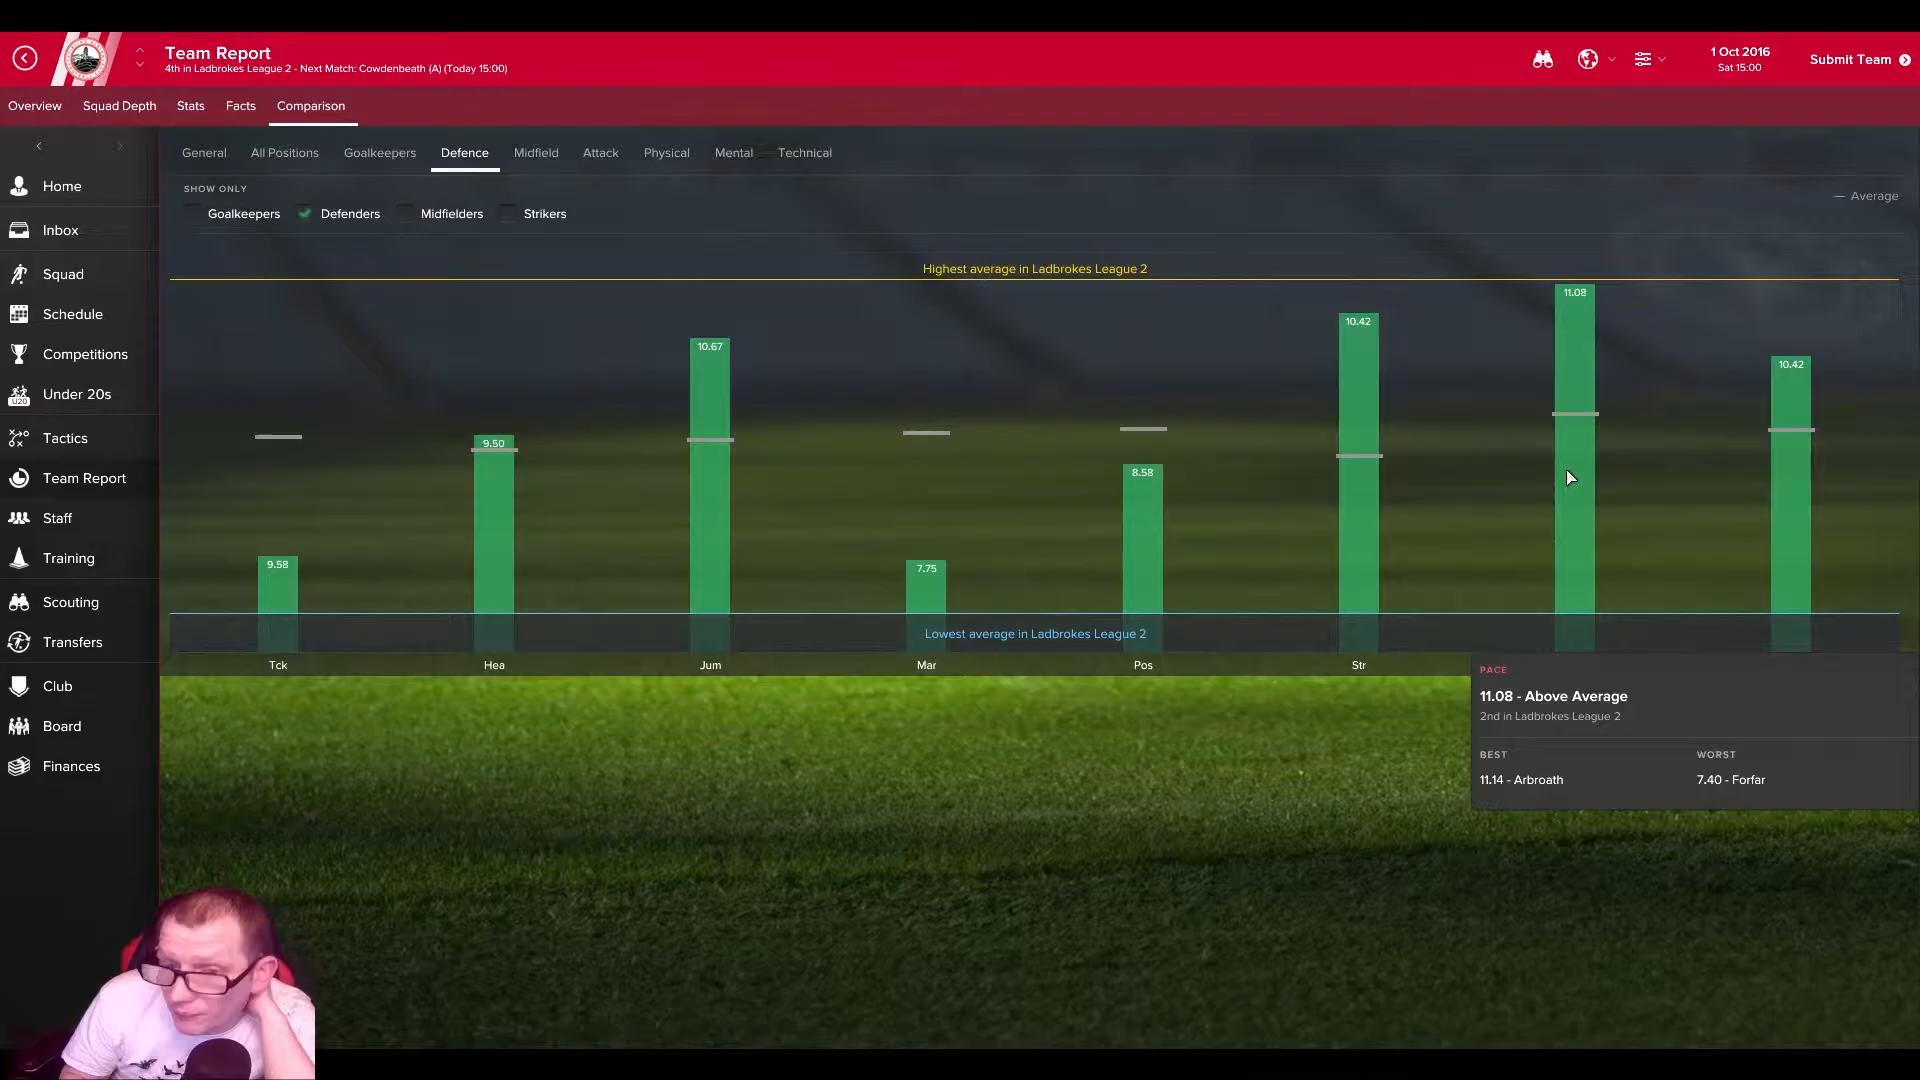 Team Report
4th in Ladbrokes League 2 - Next Match: Cowdenbeath (A) (Today 15:00)
1 Oct 2016
Sat 15:00
Submit Team
Overview
Squad Depth
Stats
Facts
Comparison
General
All Positions
Goalkeepers
Defence
Midfield
Attack
Physical
Mental
Technical
SHOW ONLY
Goalkeepers
Defenders
Midfielders
Strikers
Average
Home
Inbox
Squad
Schedule
Competitions
U20
Under 20s
Tactics
Team Report
Staff
Training
Scouting
Transfers
Club
Board
Finances
Highest average in Ladbrokes League 2
9.58
9.50
10.67
7.75
8.58
10.42
11.08
10.42
Lowest average in Ladbrokes League 2
Tck
Hea
Jum
Mar
Pos
Str
PACE
11.08 - Above Average
2nd in Ladbrokes League 2
BEST
WORST
11.14 - Arbroath
7.40 - Forfar